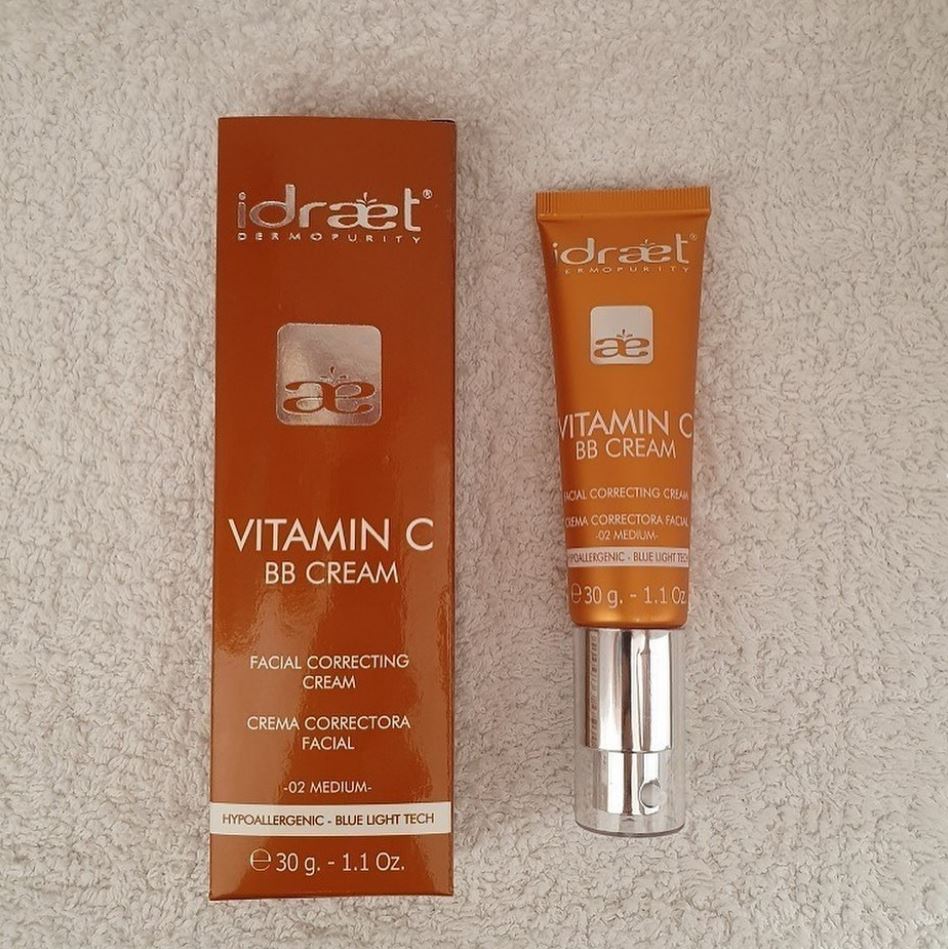 idraet®
DERMOPURITY
ae
VITAMIN C
BB CREAM
FACIAL CORRECTING
CREAM
CREMA CORRECTORA
FACIAL
-02 MEDIUM-
HYPOALLERGENIC - BLUE LIGHT TECH
℮ 30 g. - 1.1 Oz.
idraet®
DERMOPURITY
ae
VITAMIN C
BB CREAM
FACIAL CORRECTING CREAM
CREMA CORRECTORA FACIAL
-02 MEDIUM-
HYPOALLERGENIC - BLUE LIGHT TECH
℮ 30 g. - 1.1 Oz.